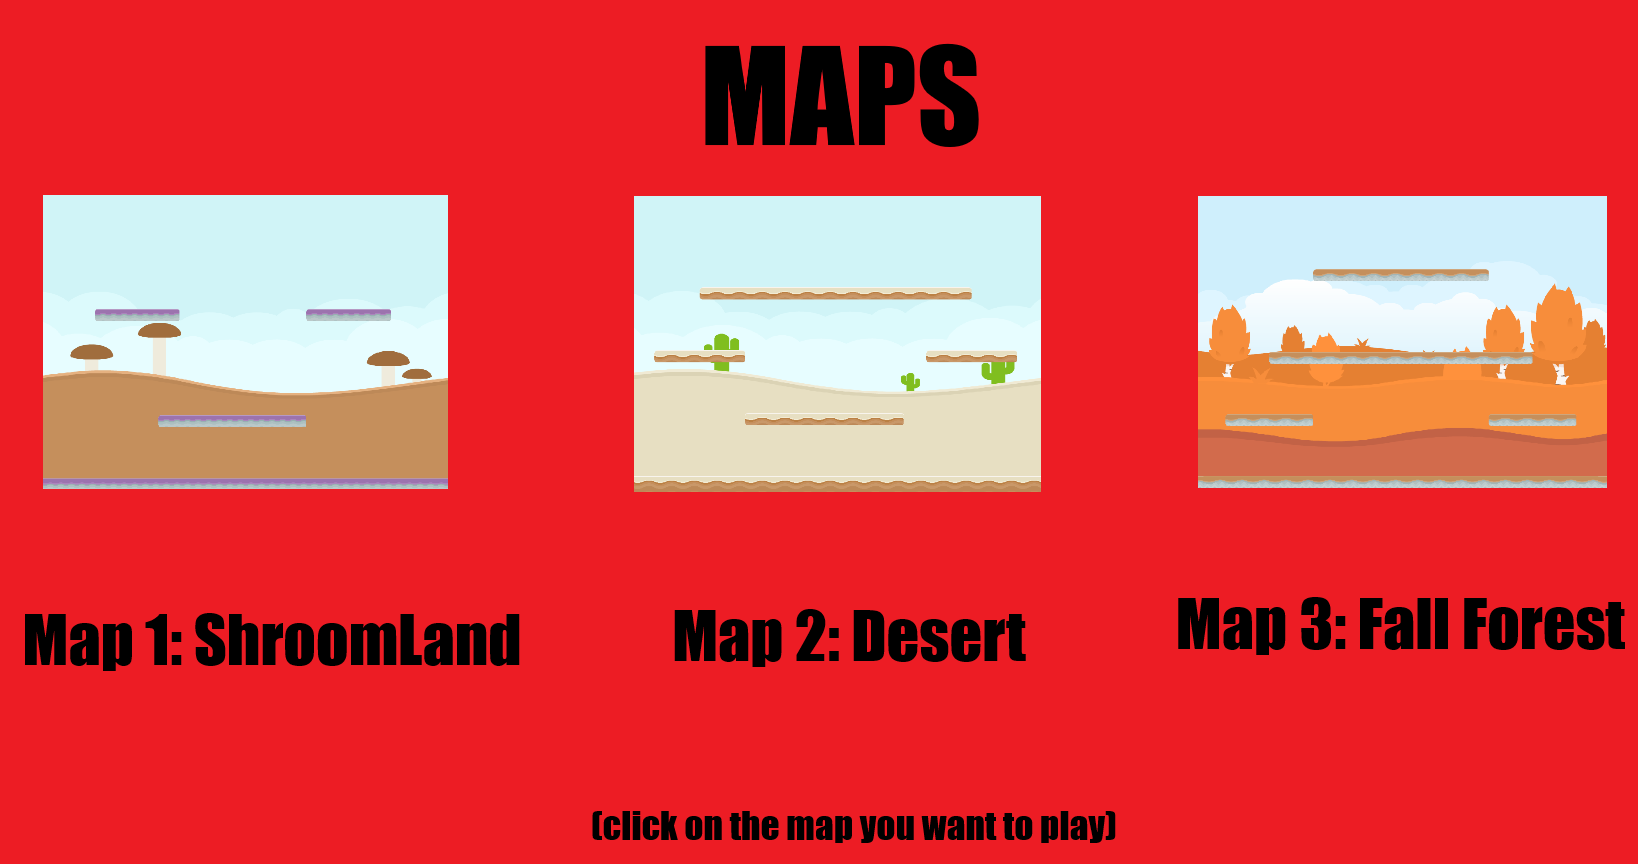 MAPS
Map 1: ShroomLand
Map 2: Desert
Map 3: Fall Forest
(click on the map you want to play)